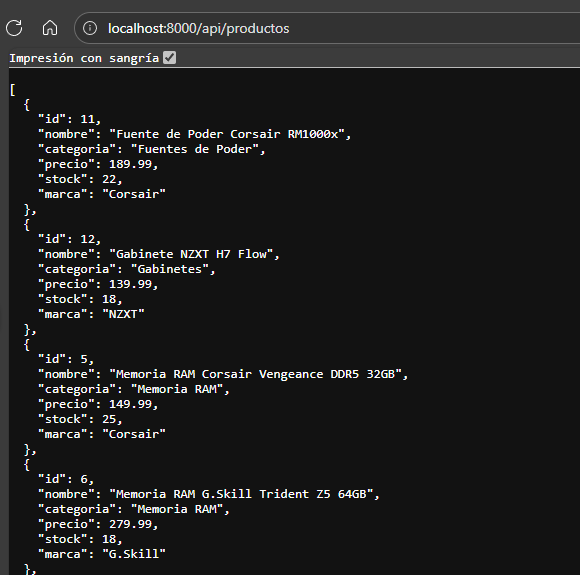 localhost:8000/api/productos
Impresión con sangría
[
  {
    "id": 11,
    "nombre": "Fuente de Poder Corsair RM1000x",
    "categoria": "Fuentes de Poder",
    "precio": 189.99,
    "stock": 22,
    "marca": "Corsair"
  },
  {
    "id": 12,
    "nombre": "Gabinete NZXT H7 Flow",
    "categoria": "Gabinetes",
    "precio": 139.99,
    "stock": 18,
    "marca": "NZXT"
  },
  {
    "id": 5,
    "nombre": "Memoria RAM Corsair Vengeance DDR5 32GB",
    "categoria": "Memoria RAM",
    "precio": 149.99,
    "stock": 25,
    "marca": "Corsair"
  },
  {
    "id": 6,
    "nombre": "Memoria RAM G.Skill Trident Z5 64GB",
    "categoria": "Memoria RAM",
    "precio": 279.99,
    "stock": 18,
    "marca": "G.Skill"
  },